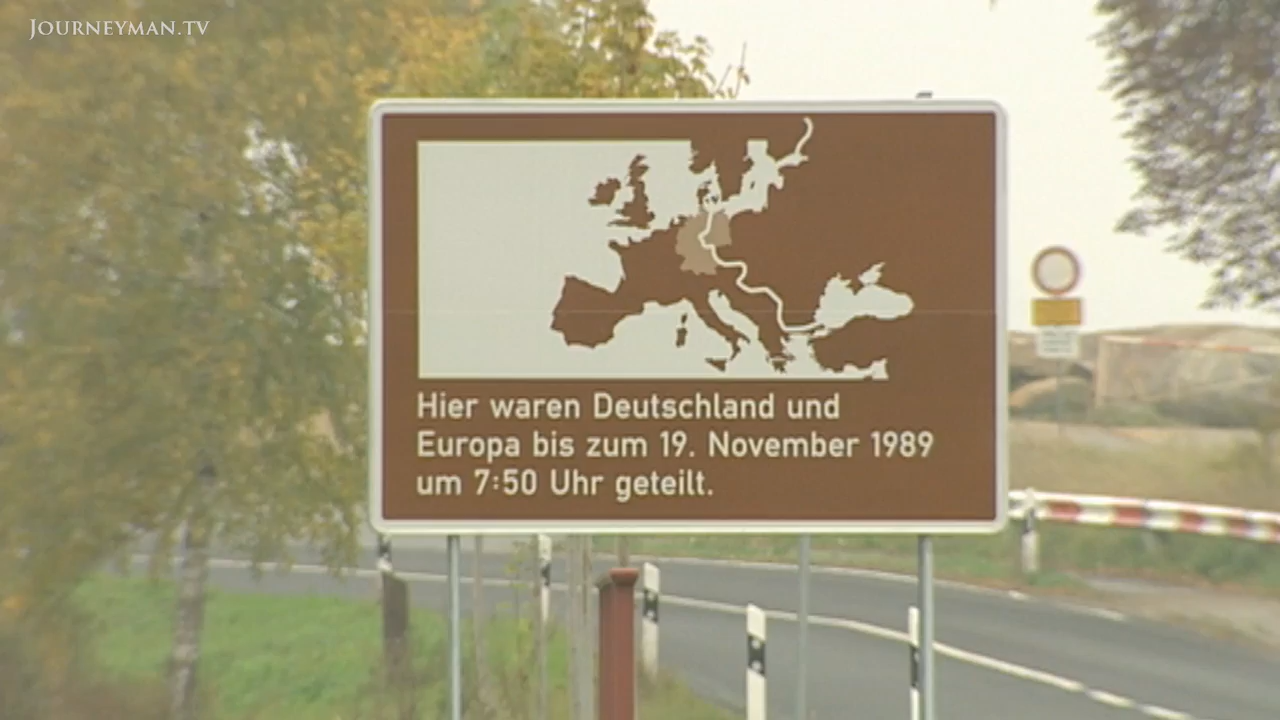 JOURNEYMAN.TV
Hier waren Deutschland und
Europa bis zum 19. November 1989
um 7:50 Uhr geteilt.